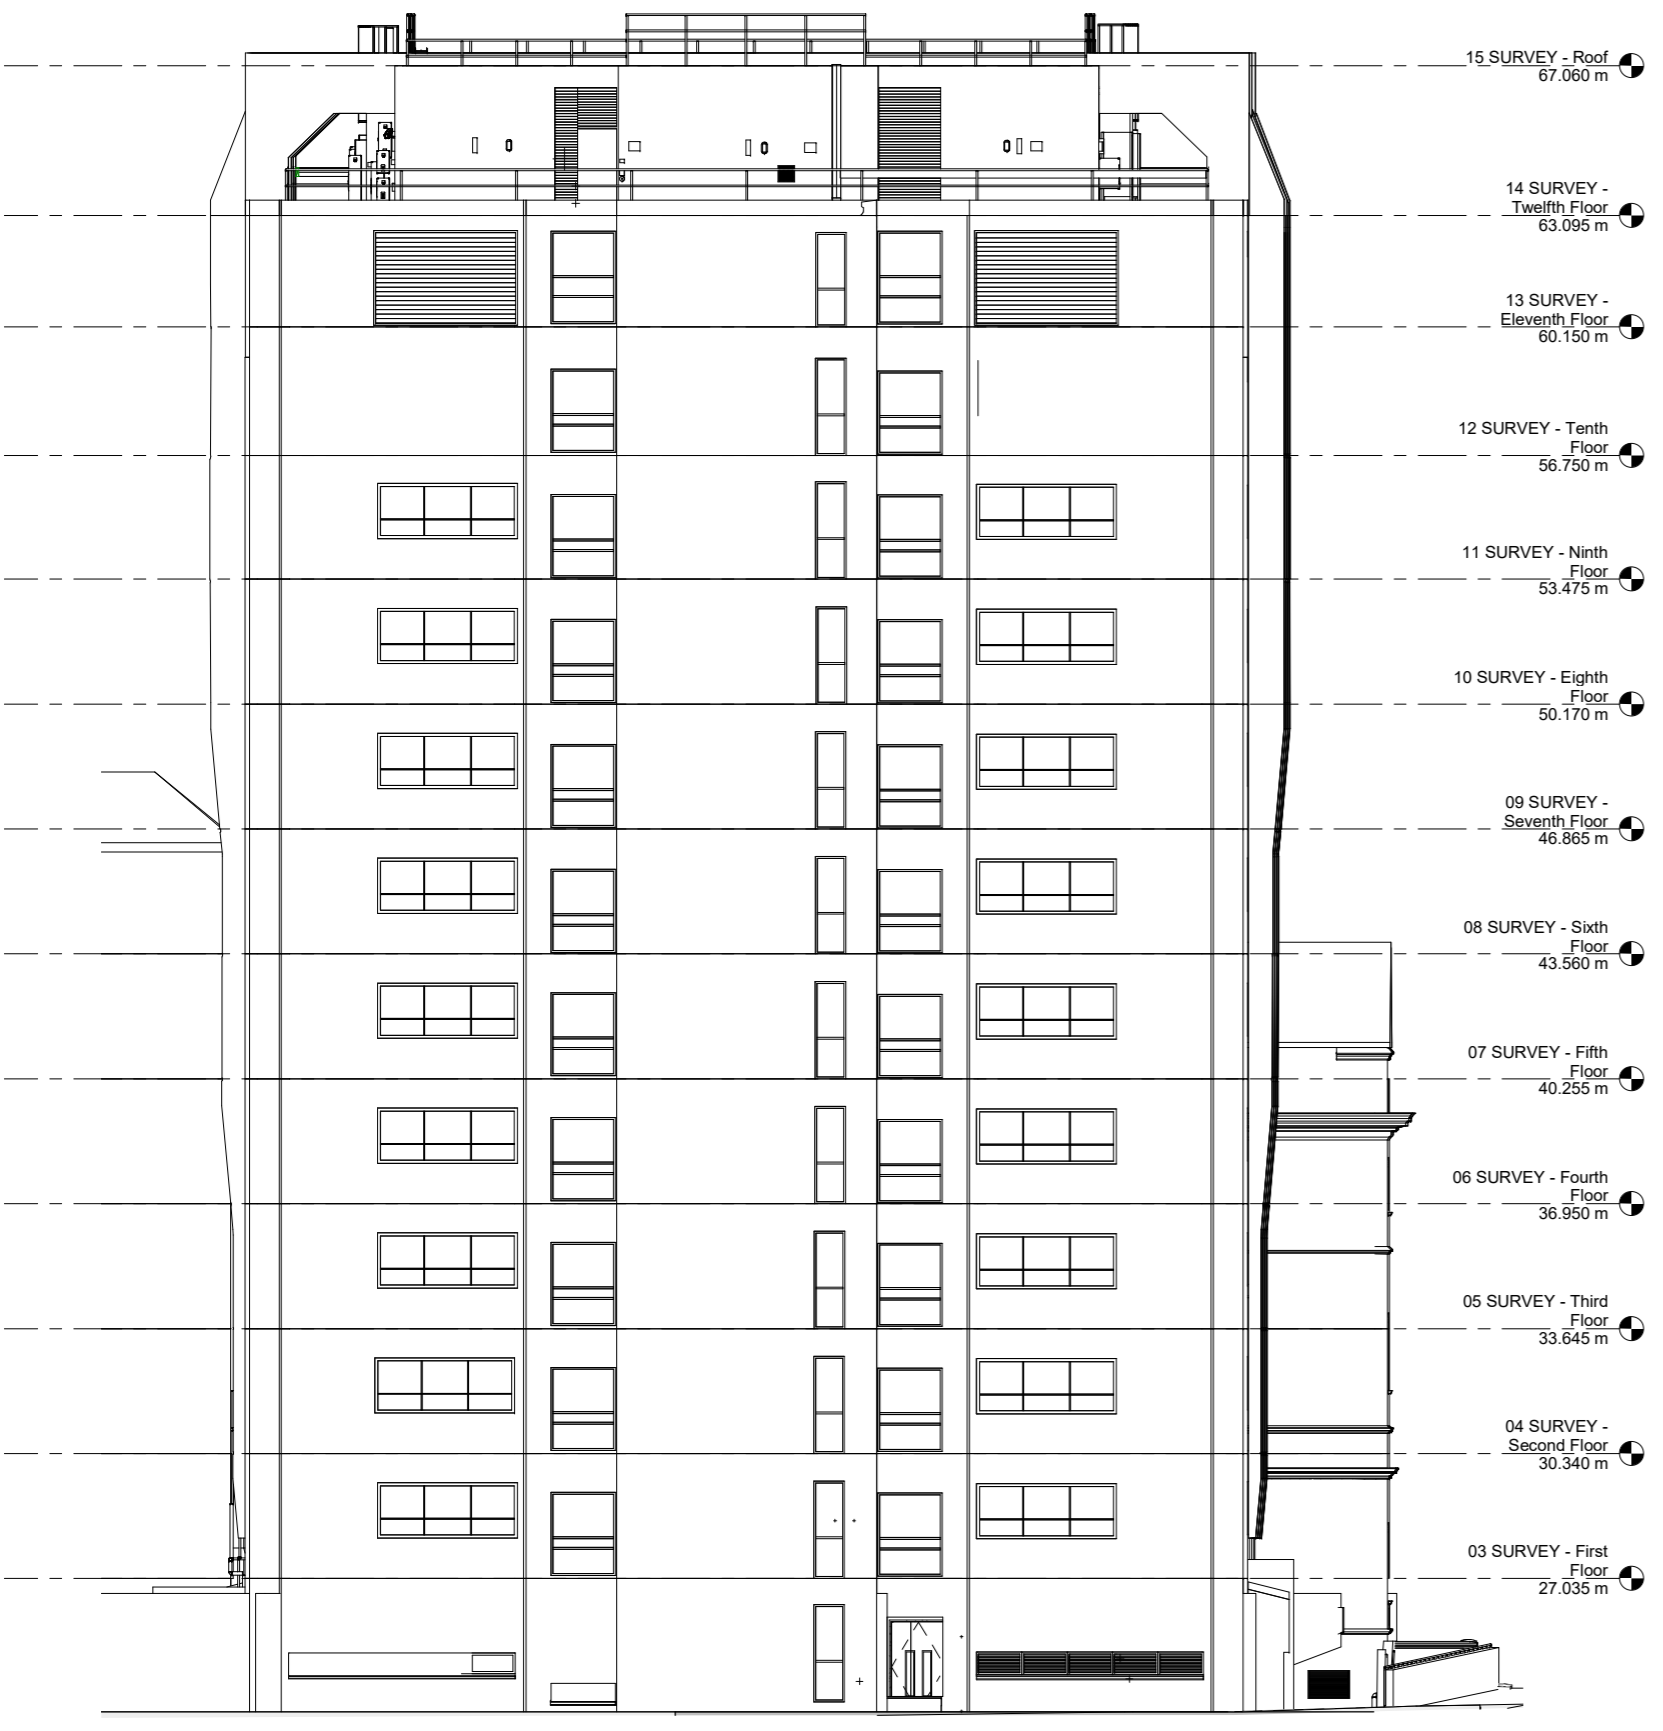 15 SURVEY - Roof
67.060 m
14 SURVEY -
Twelfth Floor
63.095 m
13 SURVEY -
Eleventh Floor
60.150 m
12 SURVEY - Tenth
Floor
56.750 m
11 SURVEY - Ninth
Floor
53.475 m
10 SURVEY - Eighth
Floor
50.170 m
09 SURVEY -
Seventh Floor
46.865 m
08 SURVEY - Sixth
Floor
43.560 m
07 SURVEY - Fifth
Floor
40.255 m
06 SURVEY - Fourth
Floor
36.950 m
05 SURVEY - Third
Floor
33.645 m
04 SURVEY -
Second Floor
30.340 m
03 SURVEY - First
Floor
27.035 m